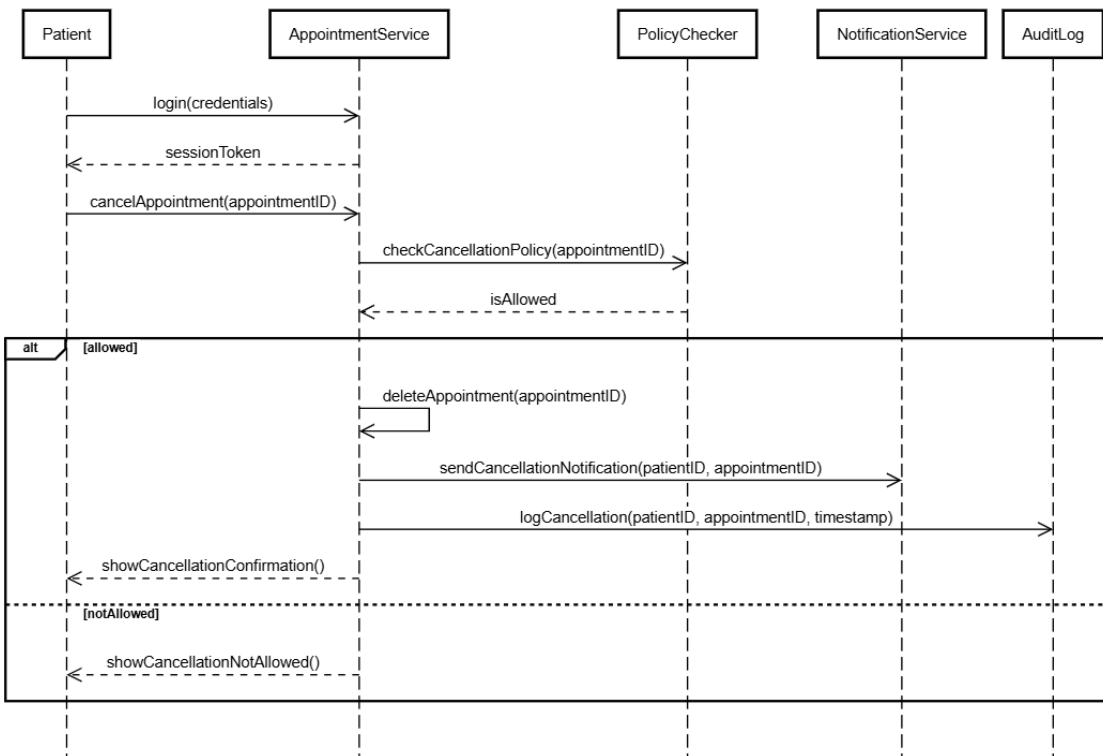 Patient
AppointmentService
PolicyChecker
NotificationService
AuditLog
login(credentials)
sessionToken
cancelAppointment(appointmentID)
checkCancellationPolicy(appointmentID)
isAllowed
alt
[allowed]
deleteAppointment(appointmentID)
sendCancellationNotification(patientID, appointmentID)
logCancellation(patientID, appointmentID, timestamp)
showCancellationConfirmation()
[notAllowed]
showCancellationNotAllowed()